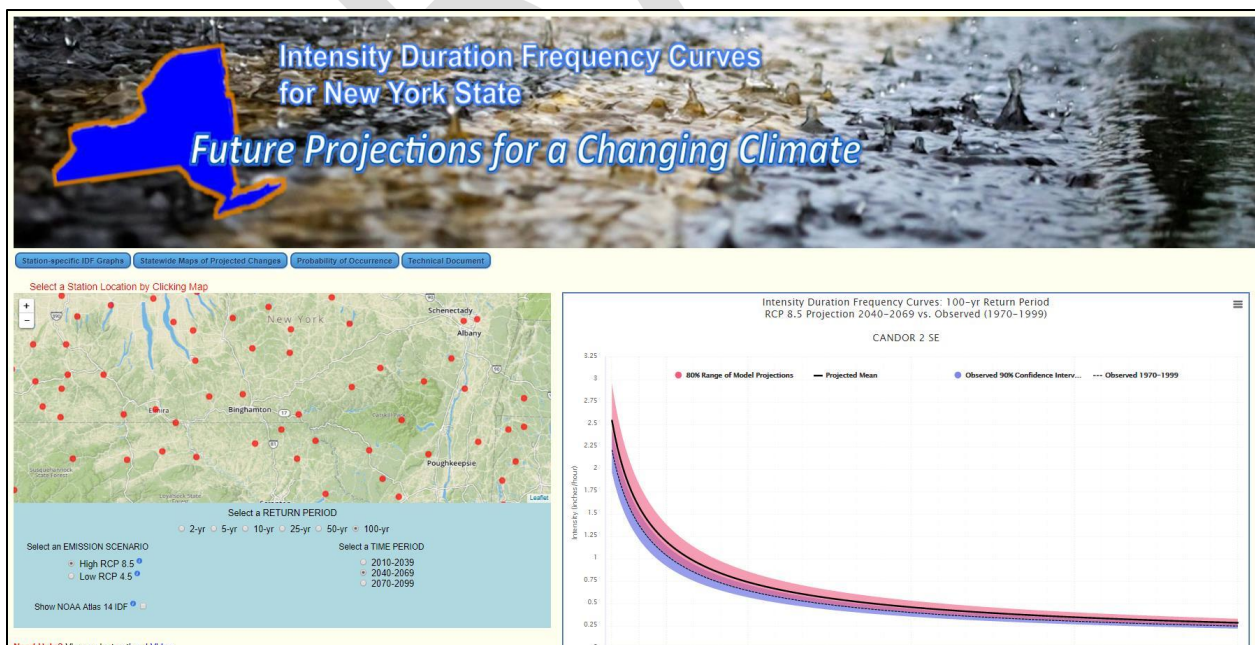 Intensity Duration Frequency Curves
for New York State
Future Projections for a Changing Climate
Station-specific IDF Graphs
Statewide Maps of Projected Changes
Probability of Occurrence
Technical Document
Select a Station Location by Clicking Map
+
−
New York
Schenectady
Albany
Elmira
Binghamton
17
81
Poughkeepsie
Leaflet
Select a RETURN PERIOD
2-yr 5-yr 10-yr 25-yr 50-yr 100-yr
Select an EMISSION SCENARIO
High RCP 8.5
Low RCP 4.5
Select a TIME PERIOD
2010-2039
2040-2069
2070-2099
Show NOAA Atlas 14 IDF
Intensity Duration Frequency Curves: 100-yr Return Period
RCP 8.5 Projection 2040-2069 vs. Observed (1970-1999)
CANDOR 2 SE
80% Range of Model Projections
Projected Mean
Observed 90% Confidence Interv...
Observed 1970-1999
Intensity (inches/hour)
3.25
3
2.75
2.5
2.25
2
1.75
1.5
1.25
1
0.75
0.5
0.25